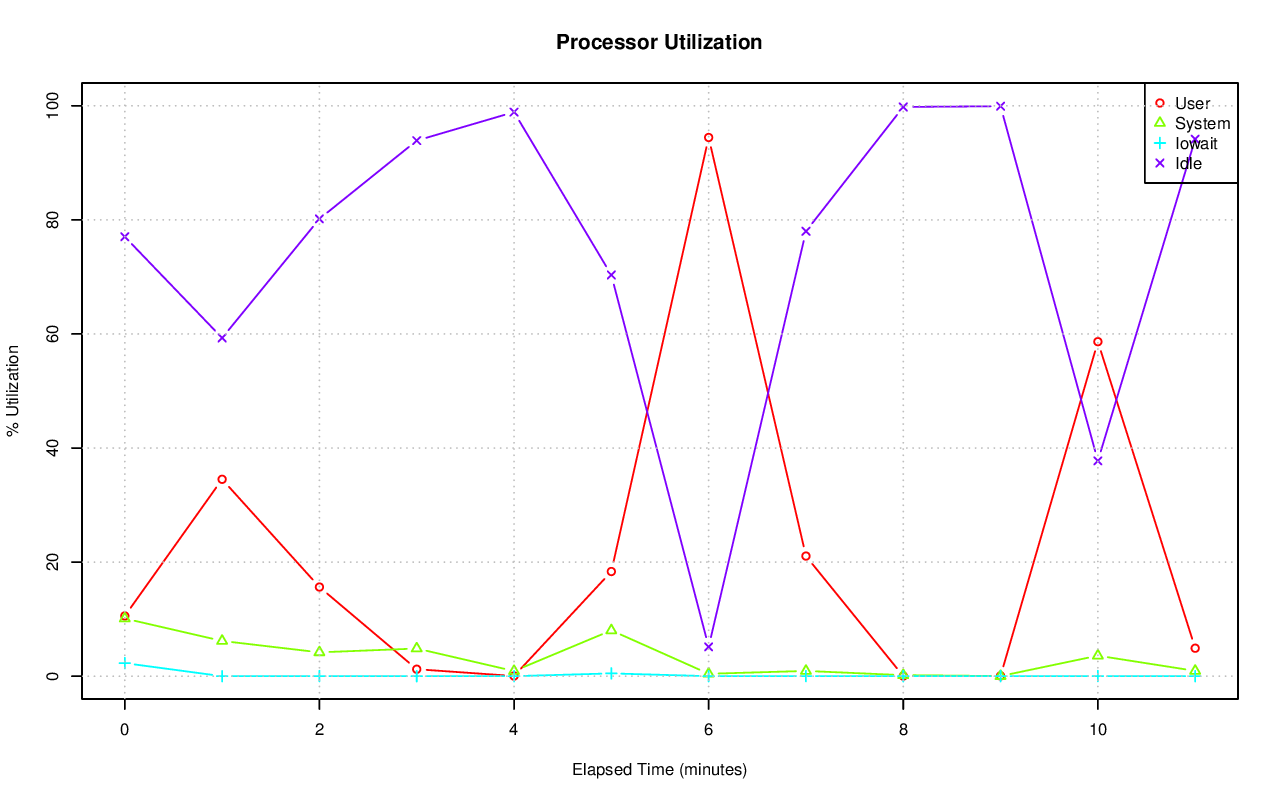 Processor Utilization
User
System
Iowait
Idle
% Utilization
100
80
60
40
20
0
0 2 4 6 8 10
Elapsed Time (minutes)